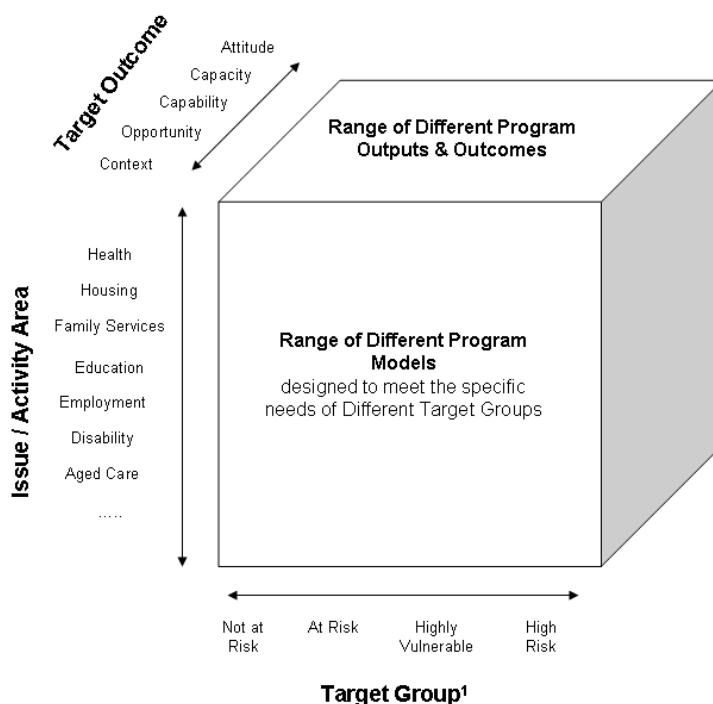 Target Outcome
Attitude
Capacity
Capability
Opportunity
Context
Range of Different Program
Outputs & Outcomes
Issue / Activity Area
Health
Housing
Family Services
Education
Employment
Disability
Aged Care
.....
Range of Different Program
Models
designed to meet the specific
needs of Different Target Groups
Not at
Risk
At Risk
Highly
Vulnerable
High
Risk
Target Group¹